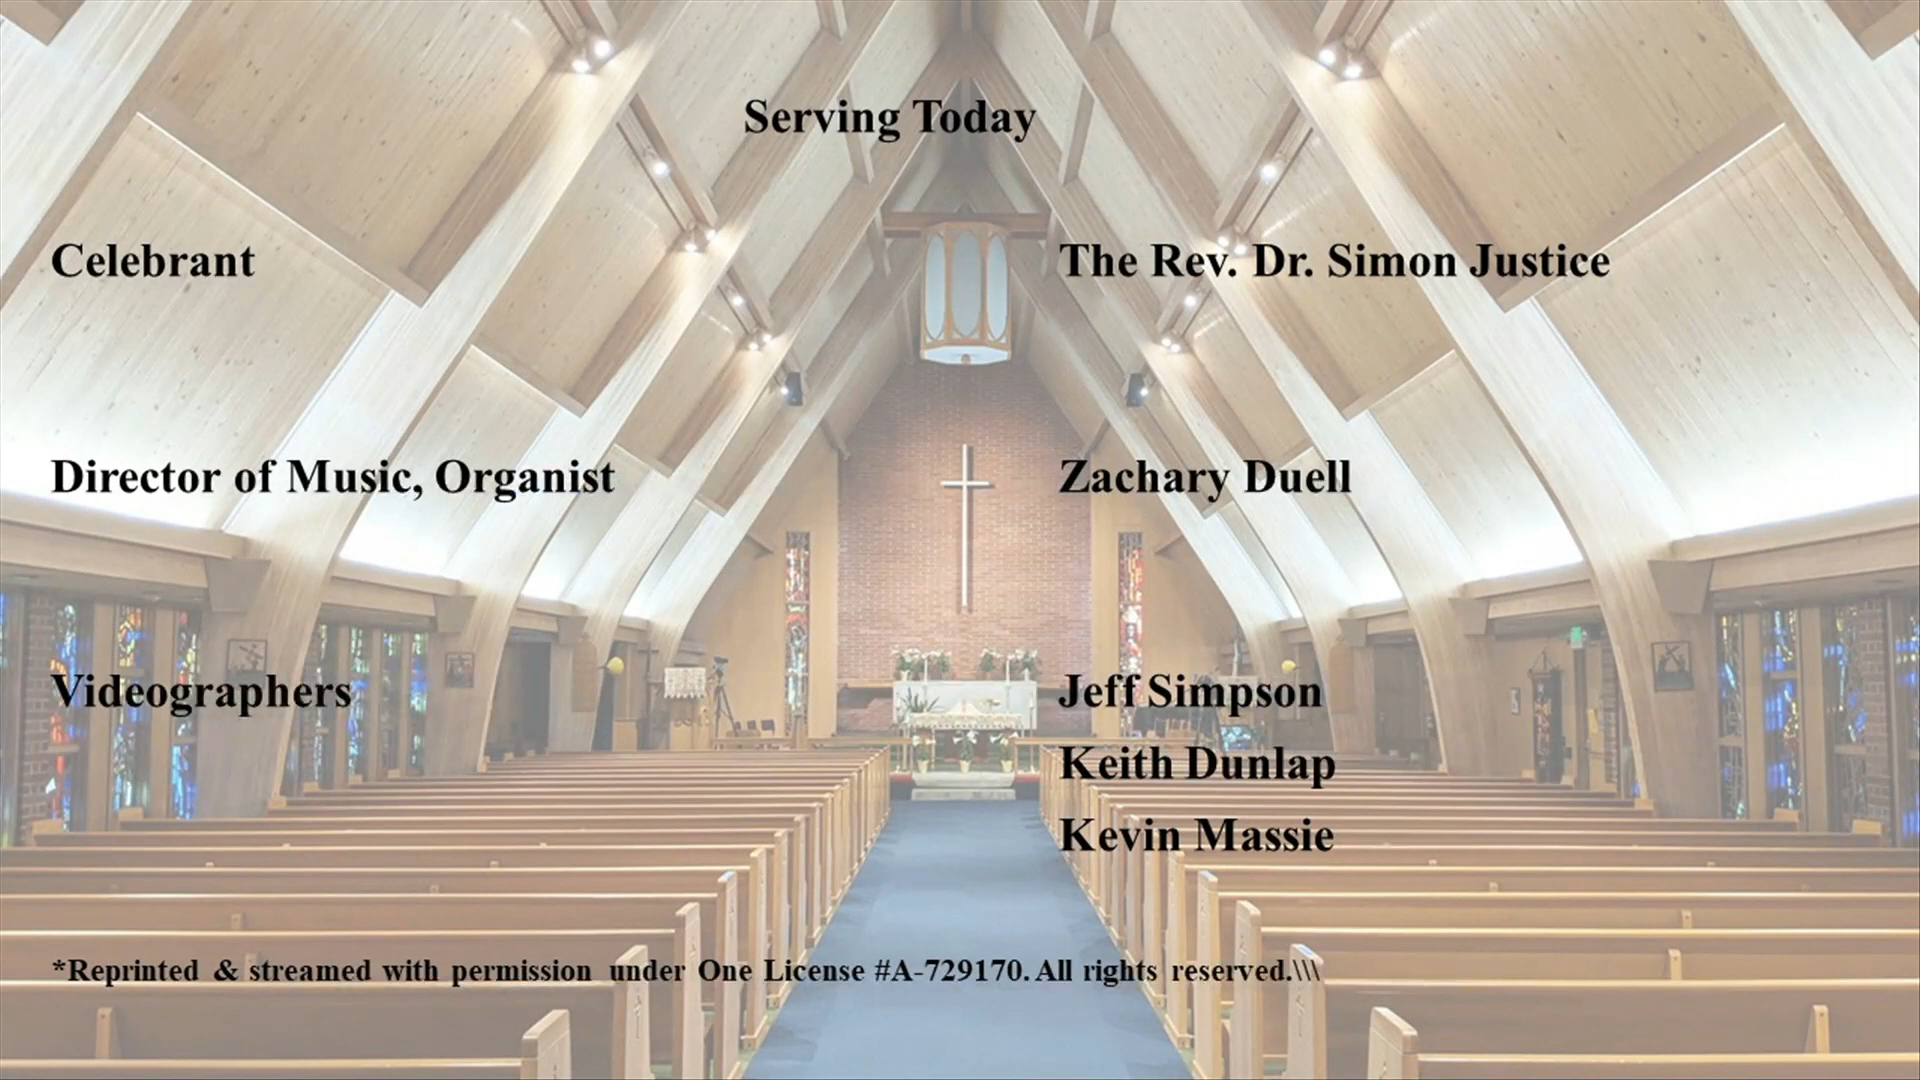 Serving Today
Celebrant The Rev. Dr. Simon Justice
Director of Music, Organist Zachary Duell
Videographers Jeff Simpson
Keith Dunlap
Kevin Massie
*Reprinted & streamed with permission under One License #A-729170. All rights reserved.\\\